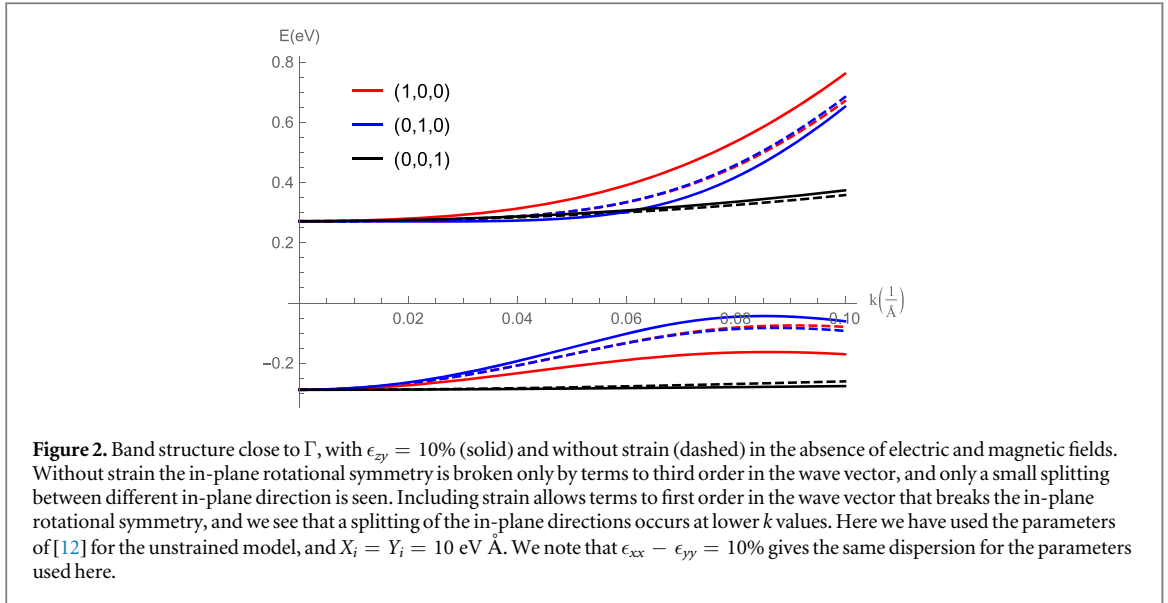 E(eV)
0.8
(1,0,0)
0.6
(0,1,0)
(0,0,1)
0.4
0.2
k(1/Å)
0.02 0.04 0.06 0.08 0.10
−0.2
Figure 2. Band structure close to Γ, with ϵzy = 10% (solid) and without strain (dashed) in the absence of electric and magnetic fields.
Without strain the in-plane rotational symmetry is broken only by terms to third order in the wave vector, and only a small splitting
between different in-plane direction is seen. Including strain allows terms to first order in the wave vector that breaks the in-plane
rotational symmetry, and we see that a splitting of the in-plane directions occurs at lower k values. Here we have used the parameters
of [12] for the unstrained model, and Xi = Yi = 10 eV Å. We note that ϵxx − ϵyy = 10% gives the same dispersion for the parameters
used here.